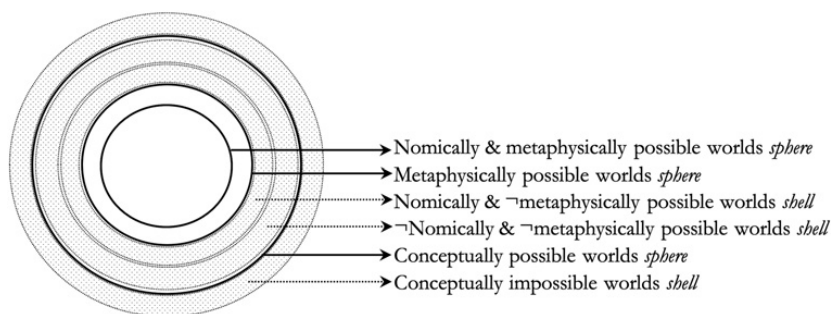 Nomically & metaphysically possible worlds sphere
Metaphysically possible worlds sphere
Nomically & ¬metaphysically possible worlds shell
¬Nomically & ¬metaphysically possible worlds shell
Conceptually possible worlds sphere
Conceptually impossible worlds shell